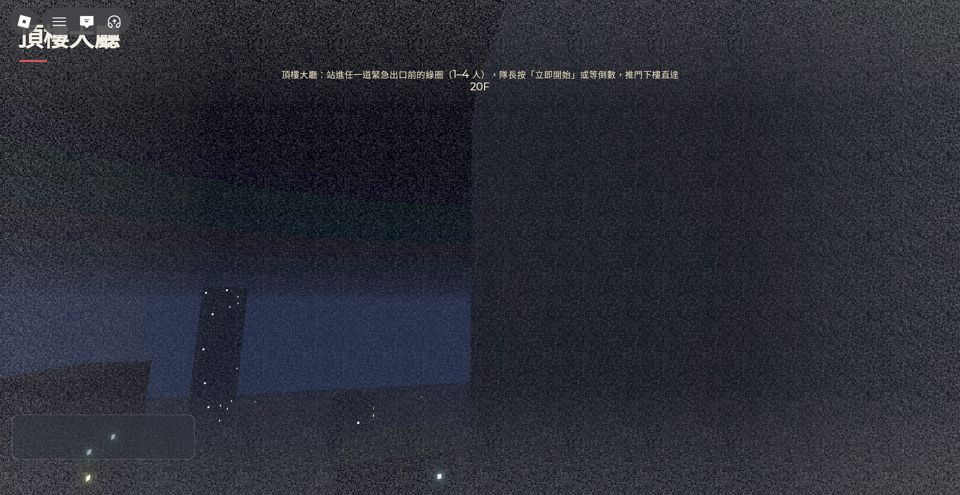 頂樓大廳
頂樓大廳：站進任一道緊急出口前的綠圈（1–4 人），隊長按「立即開始」或等倒數，推門下樓直達
20F